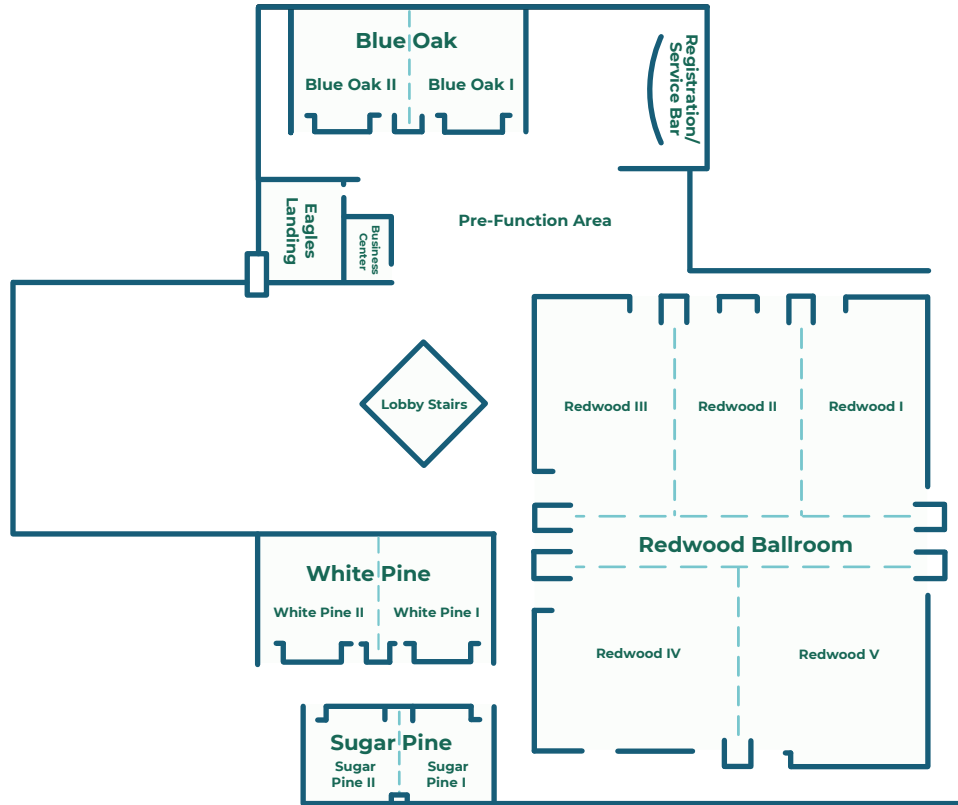 Blue Oak
Blue Oak II
Blue Oak I
Registration/
Service Bar
Eagles
Landing
Business
Center
Pre-Function Area
Lobby Stairs
Redwood III
Redwood II
Redwood I
Redwood Ballroom
White Pine
White Pine II
White Pine I
Redwood IV
Redwood V
Sugar Pine
Sugar
Pine II
Sugar
Pine I